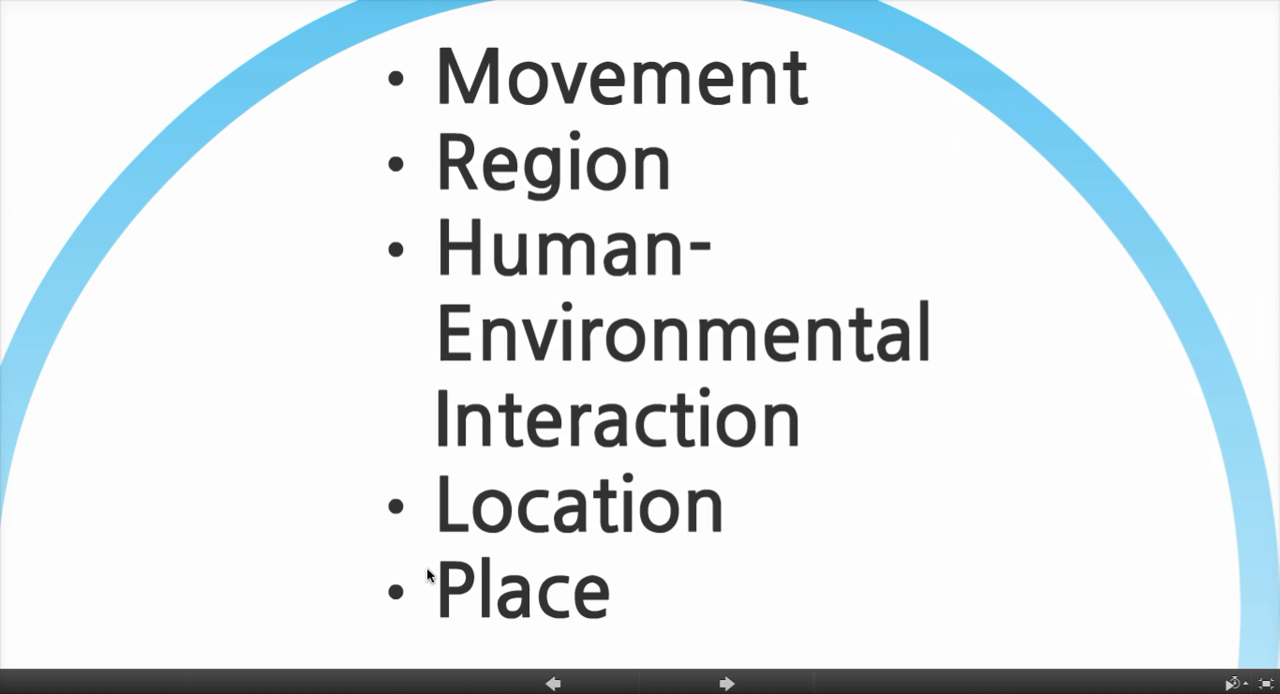 • Movement
• Region
• Human-
Environmental
Interaction
• Location
• Place